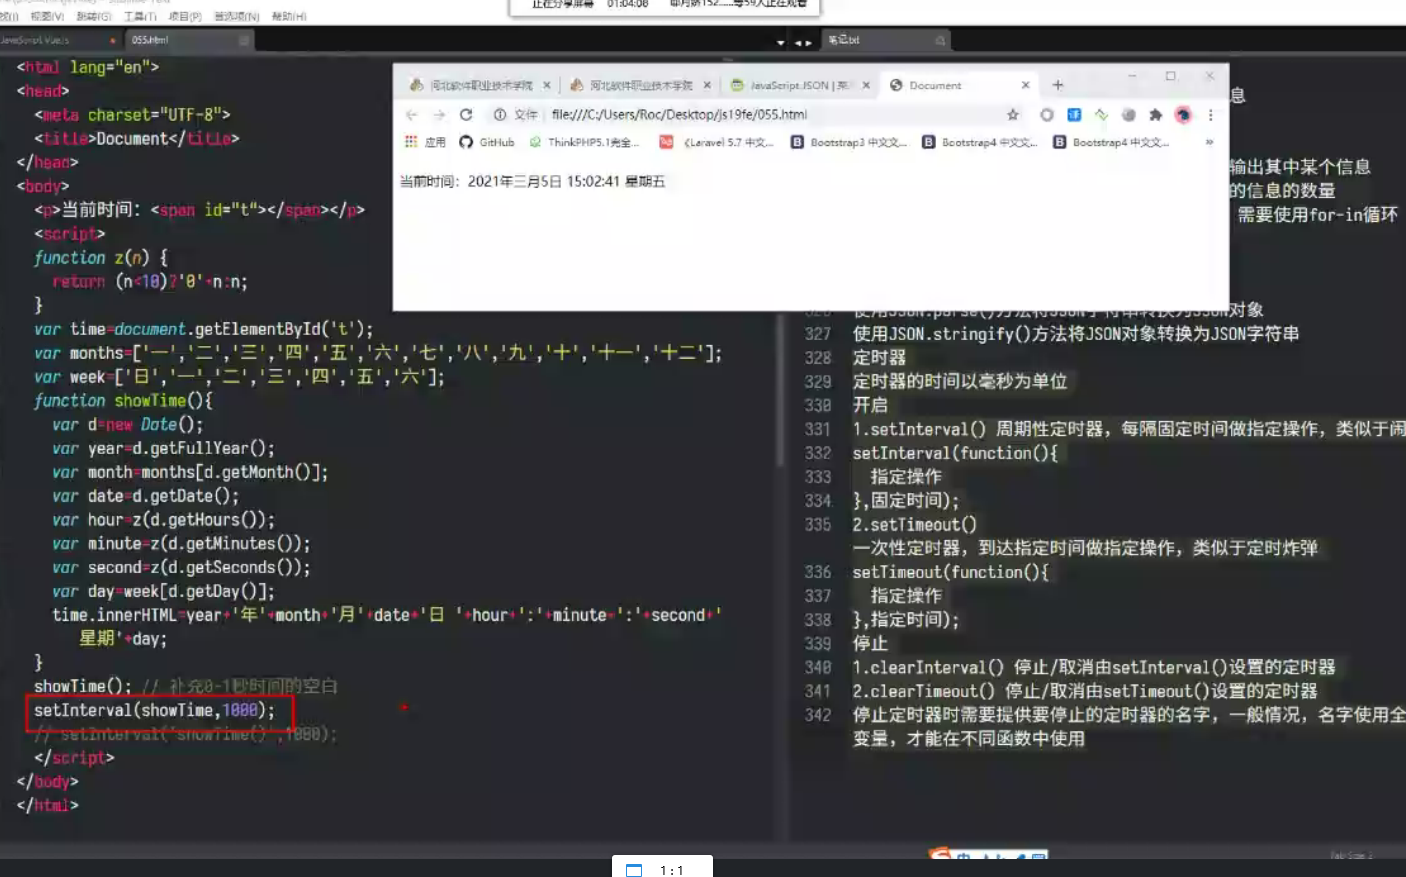 正在分享屏幕 01:04:08
视图(V) 跳转(G) 工具(T) 项目(P) 首选项(N) 帮助(H)
JavaScript Vue.js
055.html
笔记.txt
<html lang="en">
<head>
<meta charset="UTF-8">
<title>Document</title>
</head>
<body>
<p>当前时间：<span id="t"></span></p>
<script>
function z(n) {
return (n<10)?'0'+n:n;
}
var time=document.getElementById('t');
var months=['一','二','三','四','五','六','七','八','九','十','十一','十二'];
var week=['日','一','二','三','四','五','六'];
function showTime(){
var d=new Date();
var year=d.getFullYear();
var month=months[d.getMonth()];
var date=d.getDate();
var hour=z(d.getHours());
var minute=z(d.getMinutes());
var second=z(d.getSeconds());
var day=week[d.getDay()];
time.innerHTML=year+'年'+month+'月'+date+'日 '+hour+':'+minute+':'+second+'
星期'+day;
}
showTime(); // 补充0-1秒时间的空白
setInterval(showTime,1000);
// setInterval('showTime()',1000);
</script>
</body>
</html>
河北软件职业技术学院
河北软件职业技术学院
JavaScript JSON | 菜
Document
文件 file:///C:/Users/Roc/Desktop/js19fe/055.html
应用 GitHub ThinkPHP5.1完全... 《Laravel 5.7 中文... Bootstrap3 中文文... Bootstrap4 中文文... Bootstrap4 中文文... »
当前时间：2021年三月5日 15:02:41 星期五
息
输出其中某个信息
的信息的数量
需要使用for-in循环
326 使用JSON.parse()方法将JSON字符串转换为JSON对象
327 使用JSON.stringify()方法将JSON对象转换为JSON字符串
328 定时器
329 定时器的时间以毫秒为单位
330 开启
331 1.setInterval() 周期性定时器，每隔固定时间做指定操作，类似于闹
332 setInterval(function(){
333 指定操作
334 },固定时间);
335 2.setTimeout()
一次性定时器，到达指定时间做指定操作，类似于定时炸弹
336 setTimeout(function(){
337 指定操作
338 },指定时间);
339 停止
340 1.clearInterval() 停止/取消由setInterval()设置的定时器
341 2.clearTimeout() 停止/取消由setTimeout()设置的定时器
342 停止定时器时需要提供要停止的定时器的名字，一般情况，名字使用全
变量，才能在不同函数中使用
Tab Size 2
1:1